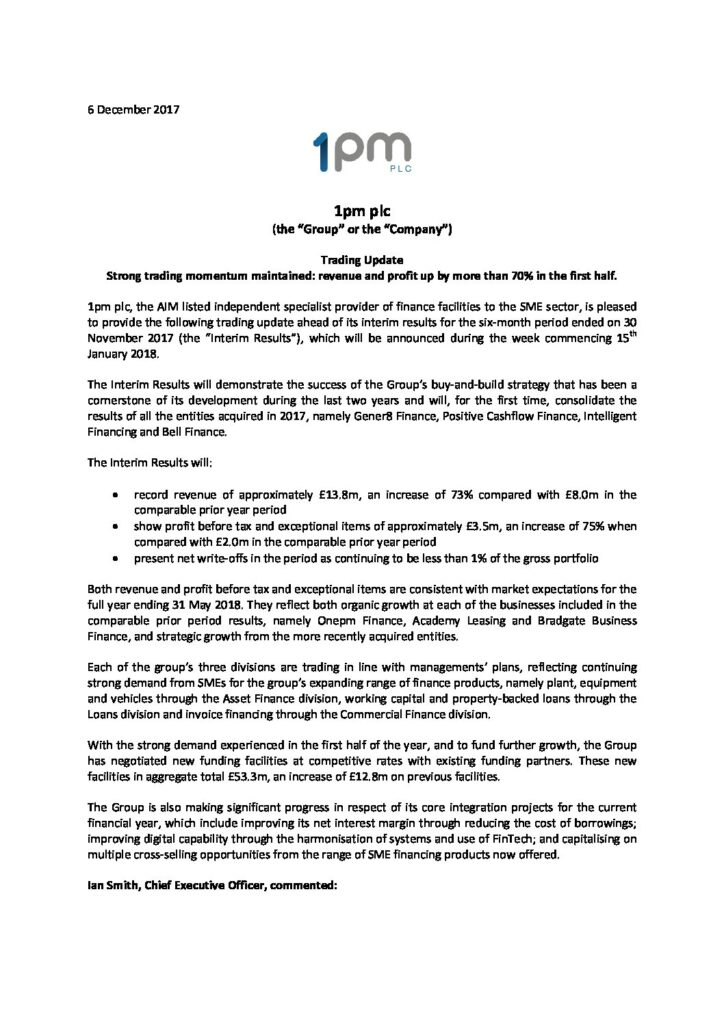 6 December 2017
1pm
PLC
1pm plc
(the “Group” or the “Company”)
Trading Update
Strong trading momentum maintained: revenue and profit up by more than 70% in the first half.
1pm plc, the AIM listed independent specialist provider of finance facilities to the SME sector, is pleased
to provide the following trading update ahead of its interim results for the six-month period ended on 30
November 2017 (the “Interim Results”), which will be announced during the week commencing 15th
January 2018.
The Interim Results will demonstrate the success of the Group’s buy-and-build strategy that has been a
cornerstone of its development during the last two years and will, for the first time, consolidate the
results of all the entities acquired in 2017, namely Gener8 Finance, Positive Cashflow Finance, Intelligent
Financing and Bell Finance.
The Interim Results will:
• record revenue of approximately £13.8m, an increase of 73% compared with £8.0m in the
comparable prior year period
• show profit before tax and exceptional items of approximately £3.5m, an increase of 75% when
compared with £2.0m in the comparable prior year period
• present net write-offs in the period as continuing to be less than 1% of the gross portfolio
Both revenue and profit before tax and exceptional items are consistent with market expectations for the
full year ending 31 May 2018. They reflect both organic growth at each of the businesses included in the
comparable prior period results, namely Onepm Finance, Academy Leasing and Bradgate Business
Finance, and strategic growth from the more recently acquired entities.
Each of the group’s three divisions are trading in line with managements’ plans, reflecting continuing
strong demand from SMEs for the group’s expanding range of finance products, namely plant, equipment
and vehicles through the Asset Finance division, working capital and property-backed loans through the
Loans division and invoice financing through the Commercial Finance division.
With the strong demand experienced in the first half of the year, and to fund further growth, the Group
has negotiated new funding facilities at competitive rates with existing funding partners. These new
facilities in aggregate total £53.3m, an increase of £12.8m on previous facilities.
The Group is also making significant progress in respect of its core integration projects for the current
financial year, which include improving its net interest margin through reducing the cost of borrowings;
improving digital capability through the harmonisation of systems and use of FinTech; and capitalising on
multiple cross-selling opportunities from the range of SME financing products now offered.
Ian Smith, Chief Executive Officer, commented: